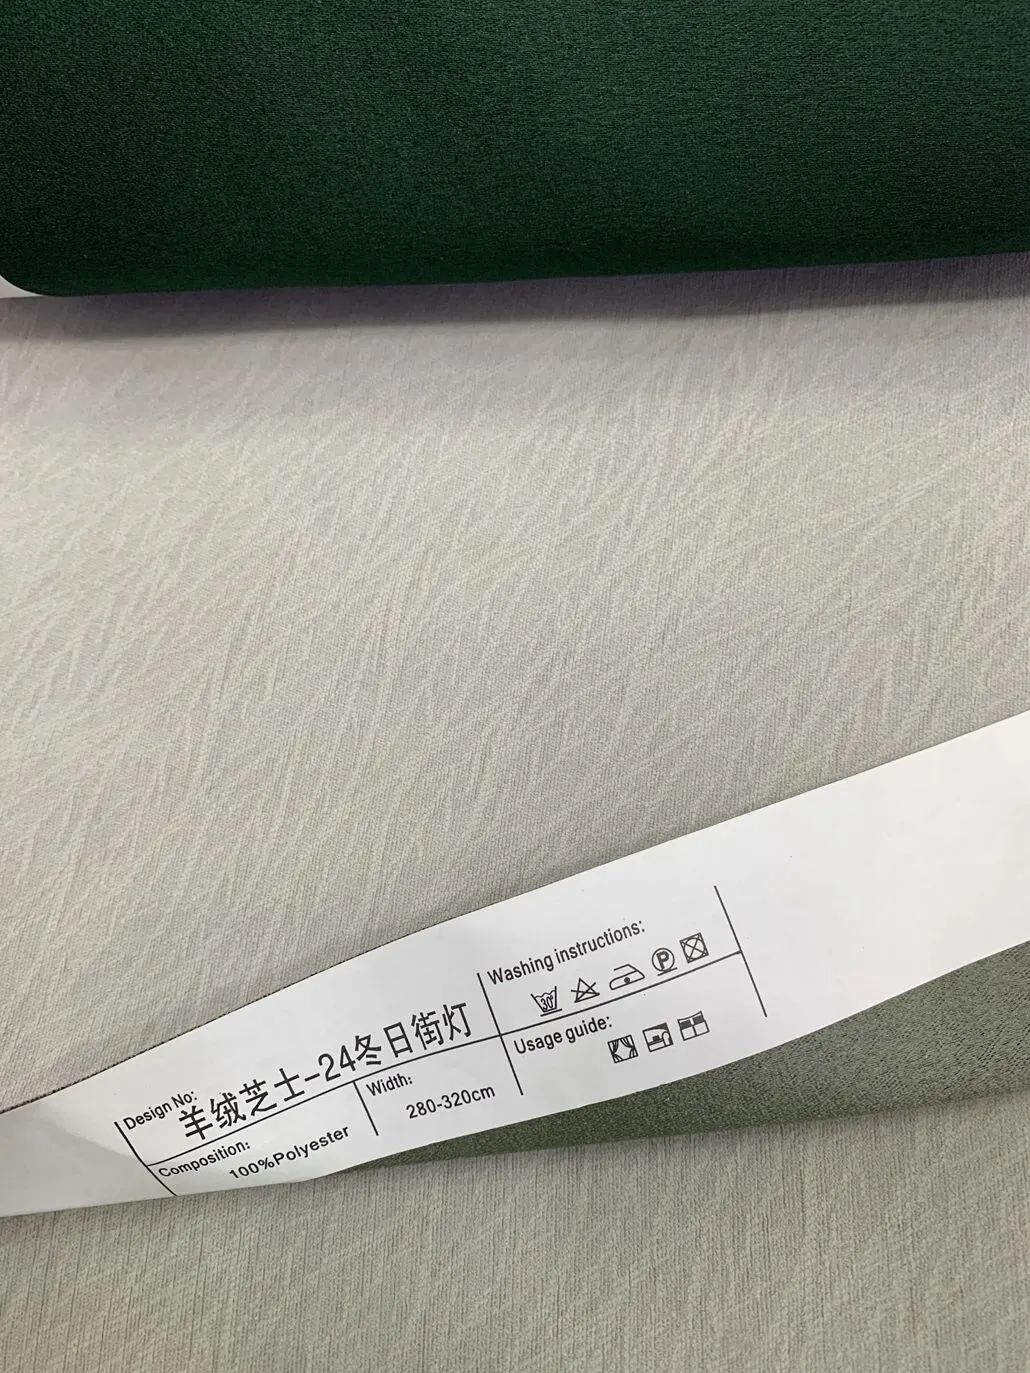 Design No:
羊绒芝士-24冬日街灯
Composition:
100%Polyester
Width:
280-320cm
Washing instructions:
30°
P
Usage guide: